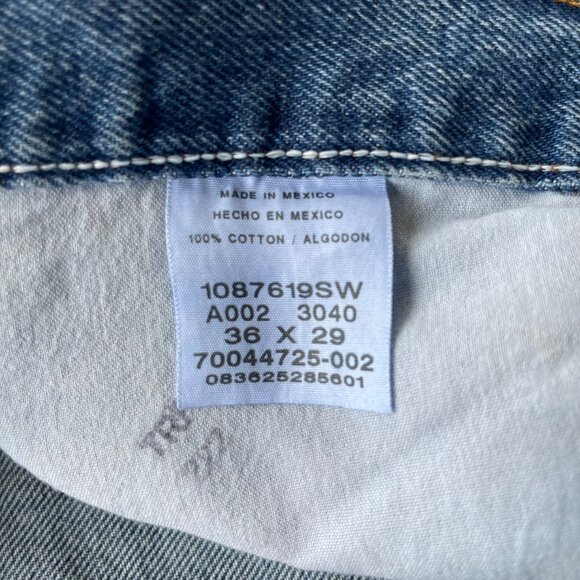 MADE IN MEXICO
HECHO EN MEXICO
100% COTTON / ALGODON
1087619SW
A002 3040
36 X 29
70044725-002
083625285601